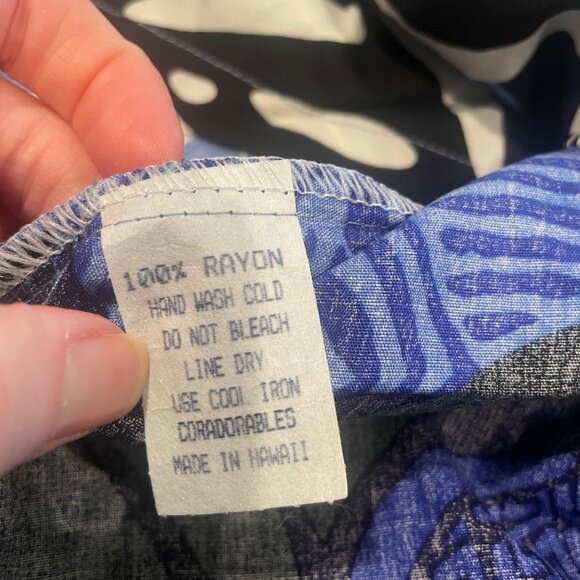 100% RAYON
HAND WASH COLD
DO NOT BLEACH
LINE DRY
USE COOL IRON
CORADORABLES
MADE IN HAWAII